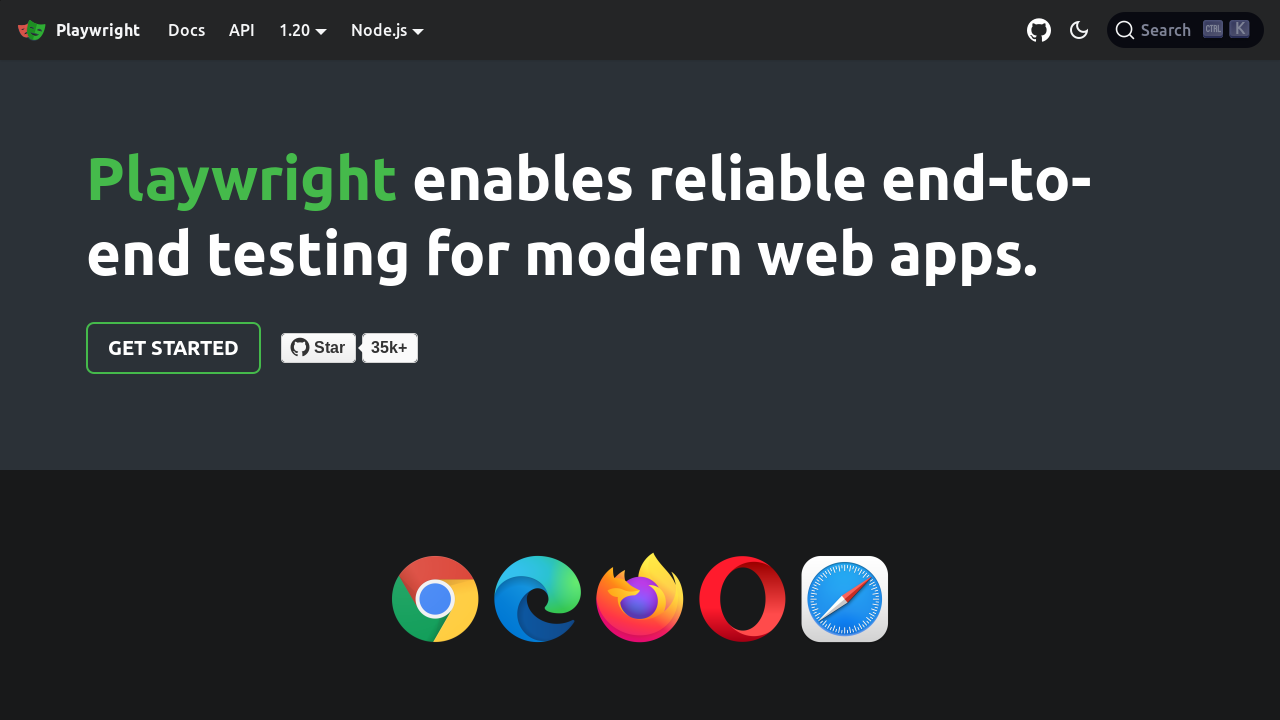 Playwright Docs API 1.20 Node.js Search CTRL K
Playwright enables reliable end-to-
end testing for modern web apps.
GET STARTED Star 35k+